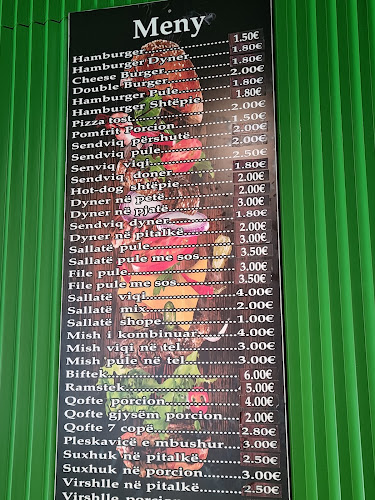 Meny
Hamburger 1.50€
Hamburger Dyner 1.80€
Cheese Burger 1.80€
Double Burger 2.00€
Hamburger Pule 1.80€
Hamburger Shtëpie 1.80€
Pizza tost 2.00€
Pomfrit Porcion 1.50€
Sendviq Përshutë 2.00€
Sendviq pule 2.00€
Senviq viqi 2.50€
Sendviq doner 1.80€
Hot-dog shtëpie 2.00€
Dyner në petë 2.00€
Dyner në pjatë 3.00€
Sendviq dyner 1.80€
Dyner në pitalkë 2.00€
Sallatë pule 3.00€
Sallatë pule me sos 3.50€
File pule 3.00€
File pule me sos 3.50€
Sallatë viqi 4.00€
Sallatë mix 2.00€
Sallatë shope 1.00€
Mish i kombinuar 4.00€
Mish viqi në tel 3.00€
Mish pule në tel 3.00€
Biftek 6.00€
Ramstek 5.00€
Qofte porcion 4.00€
Qofte gjysëm porcion 2.00€
Qofte 7 copë 2.80€
Pleskavicë e mbushur 3.00€
Suxhuk në pitalkë 2.50€
Suxhuk në porcion 3.00€
Virshlle në pitalkë 2.50€
Virshlle porcion